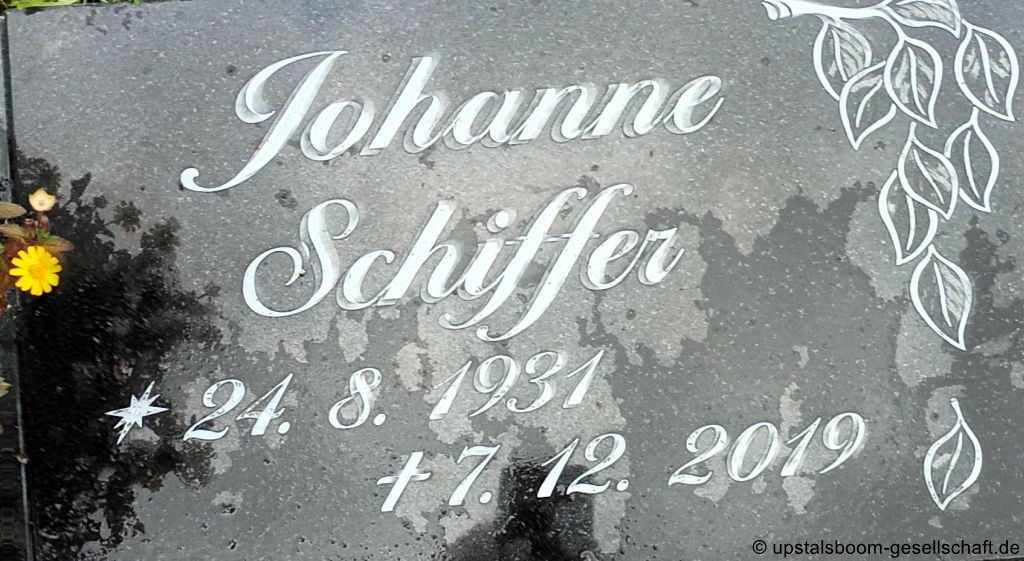 Johanne
Schiffer
* 24. 8. 1931
† 7. 12. 2019
© upstalsboom-gesellschaft.de